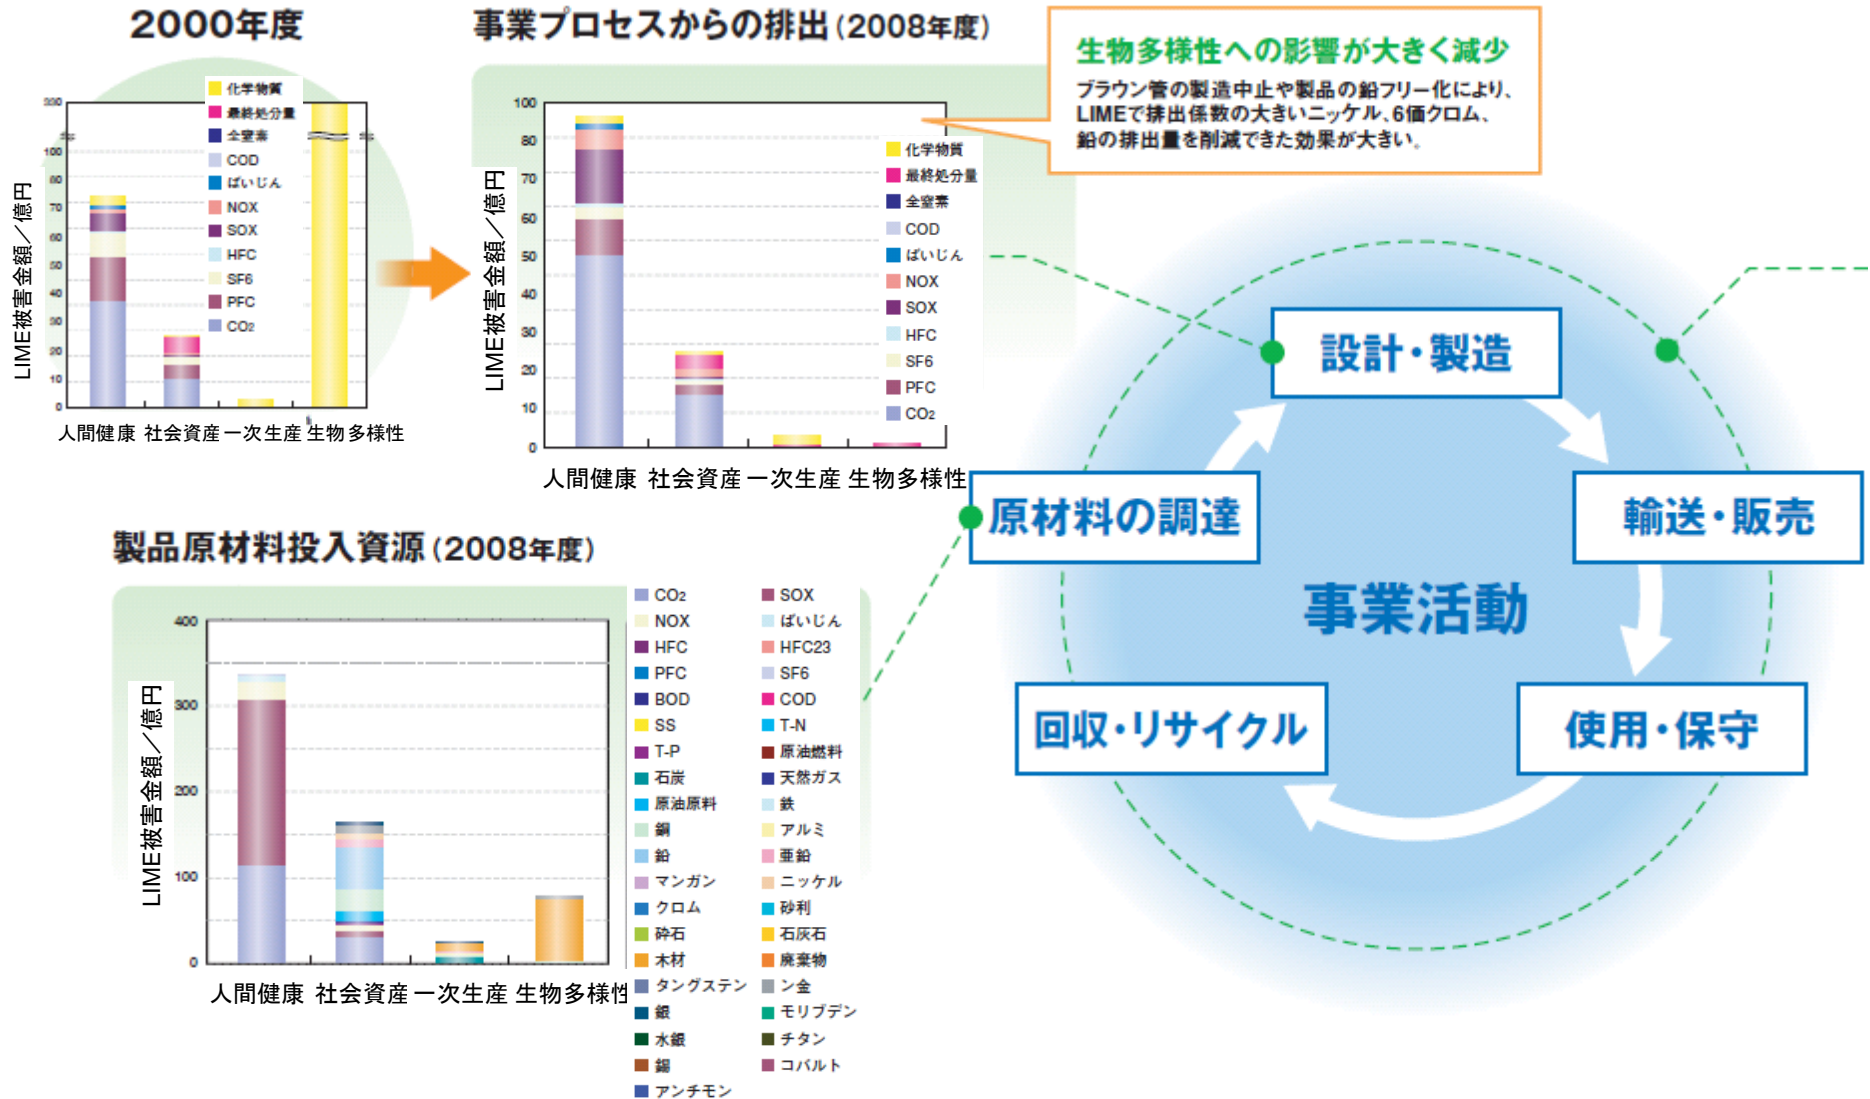 2000年度
LIME被害金額／億円
100
80
70
60
50
40
30
20
10
0
化学物質
最終処分量
全窒素
COD
ばいじん
NOX
SOX
HFC
SF6
PFC
CO2
人間健康 社会資産 一次生産 生物多様性
事業プロセスからの排出（2008年度）
LIME被害金額／億円
100
80
70
60
50
40
30
20
10
0
化学物質
最終処分量
全窒素
COD
ばいじん
NOX
SOX
HFC
SF6
PFC
CO2
人間健康 社会資産 一次生産 生物多様性
生物多様性への影響が大きく減少
ブラウン管の製造中止や製品の鉛フリー化により、
LIMEで排出係数の大きいニッケル、6価クロム、
鉛の排出量を削減できた効果が大きい。
製品原材料投入資源（2008年度）
LIME被害金額／億円
400
300
200
100
0
人間健康 社会資産 一次生産 生物多様性
CO2 SOX
NOX ばいじん
HFC HFC23
PFC SF6
BOD COD
SS T-N
T-P 原油燃料
石炭 天然ガス
原油原料 鉄
銅 アルミ
鉛 亜鉛
マンガン ニッケル
クロム 砂利
砕石 石灰石
木材 廃棄物
タングステン ン金
銀 モリブデン
水銀 チタン
錫 コバルト
アンチモン
設計・製造
原材料の調達
輸送・販売
事業活動
回収・リサイクル
使用・保守